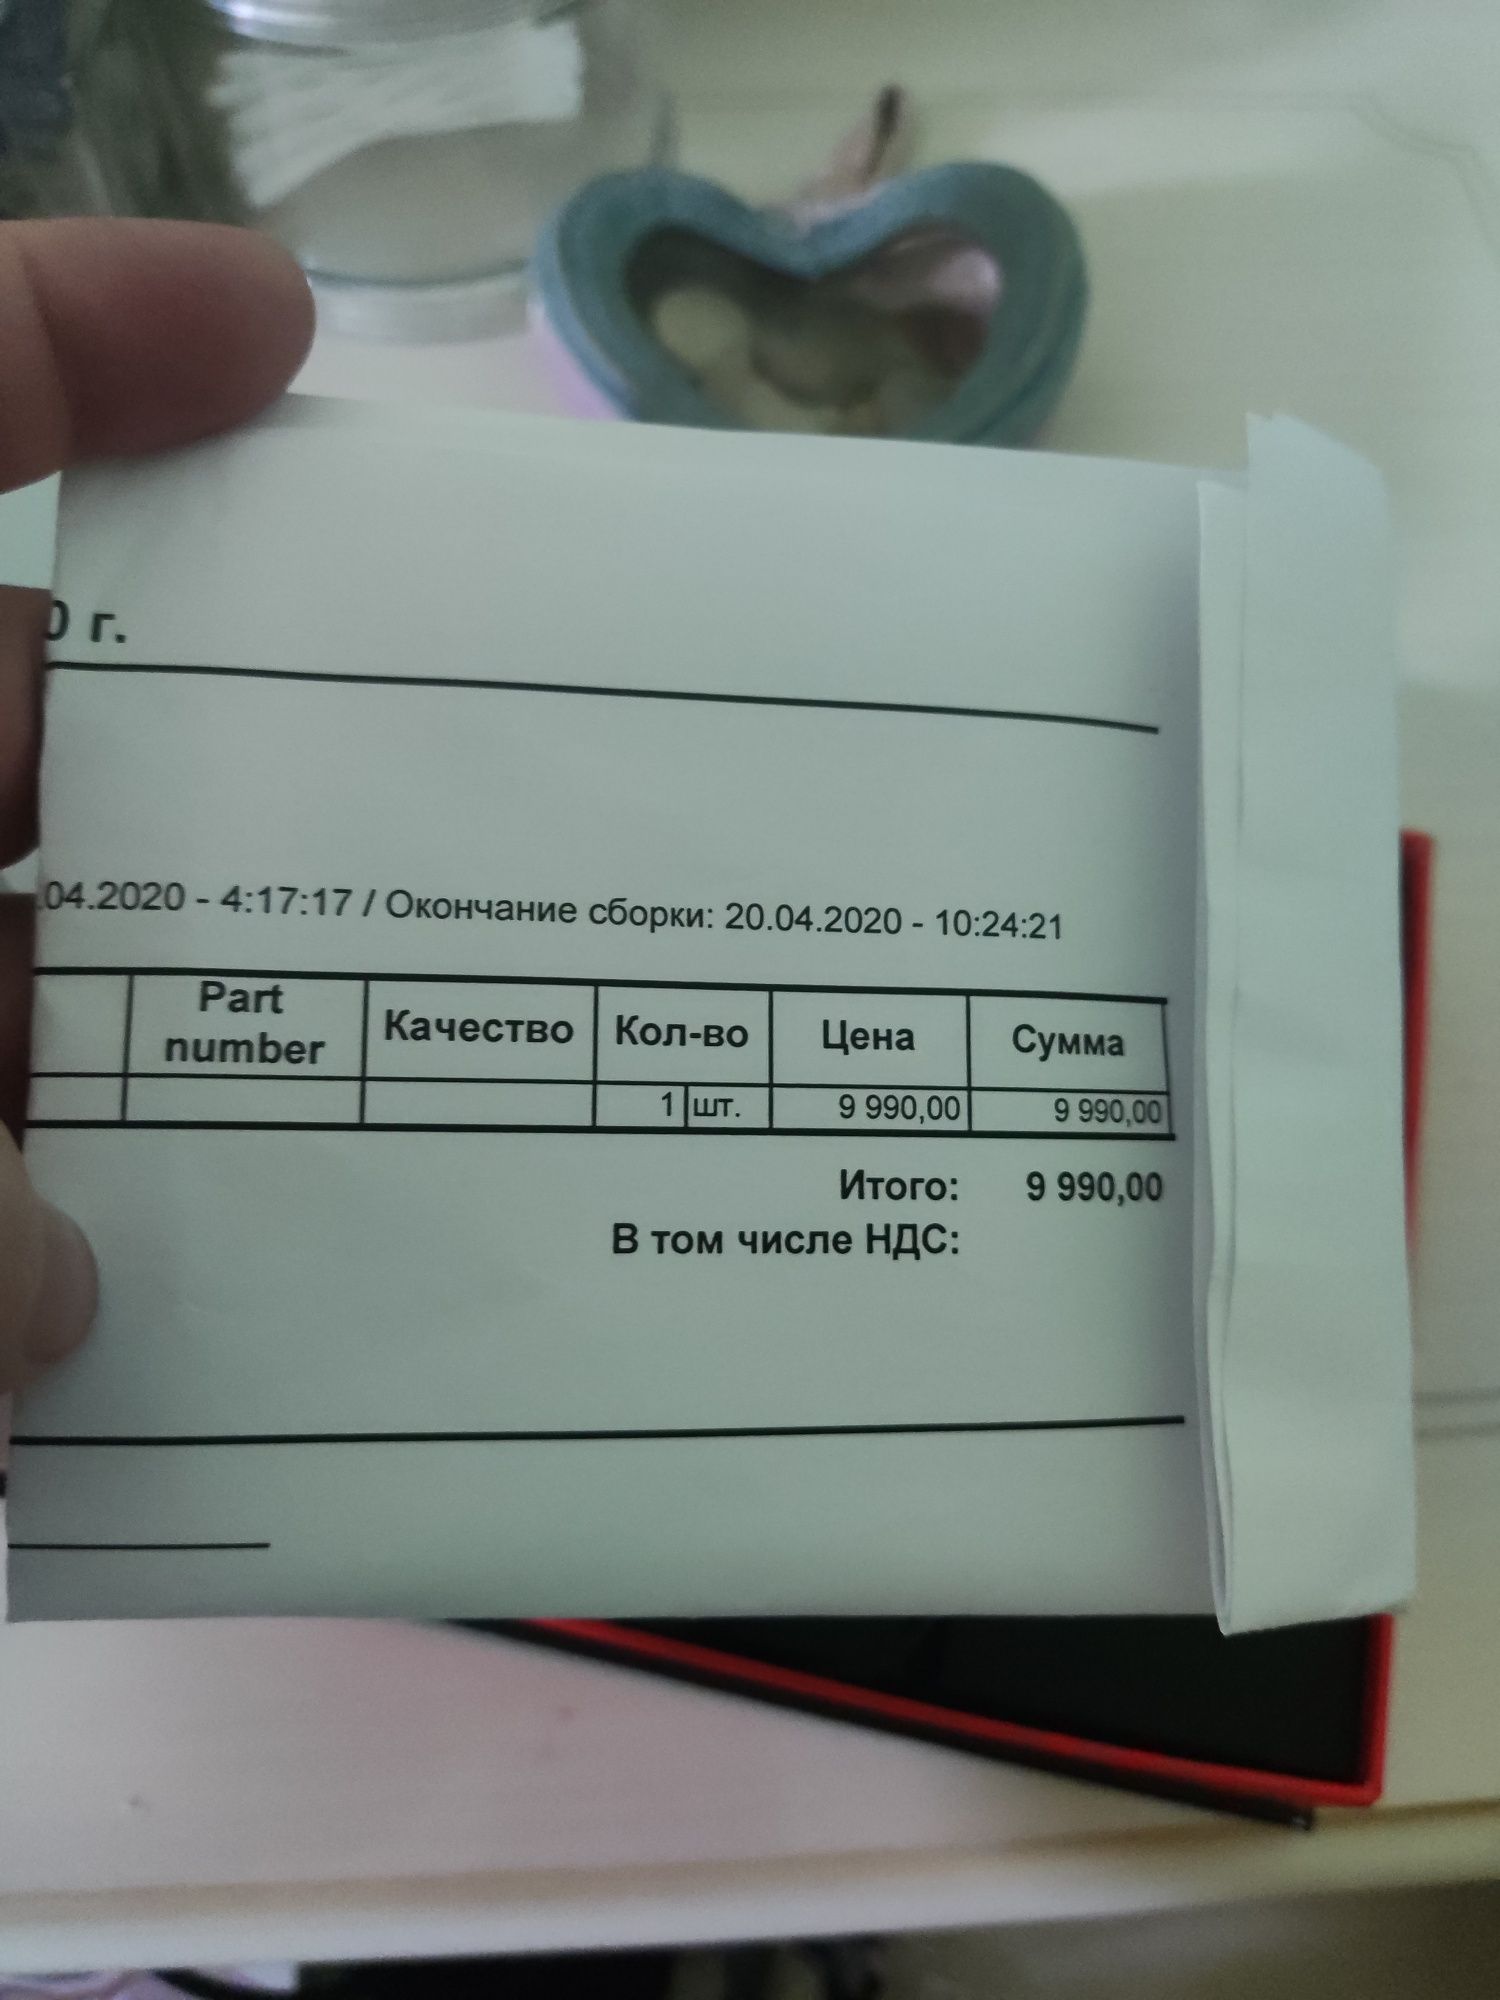 0 г.
.04.2020 - 4:17:17 / Окончание сборки: 20.04.2020 - 10:24:21
Part number Качество Кол-во Цена Сумма
1 шт. 9 990,00 9 990,00
Итого: 9 990,00
В том числе НДС: